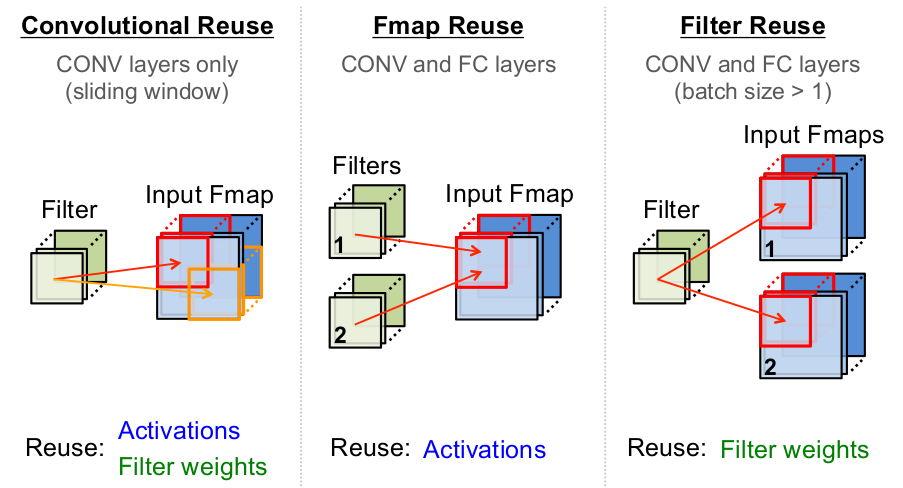 Convolutional Reuse
CONV layers only
(sliding window)
Filter
Input Fmap
Reuse:
Activations
Filter weights
Fmap Reuse
CONV and FC layers
Filters
Input Fmap
1
2
Reuse: Activations
Filter Reuse
CONV and FC layers
(batch size > 1)
Input Fmaps
Filter
1
2
Reuse: Filter weights